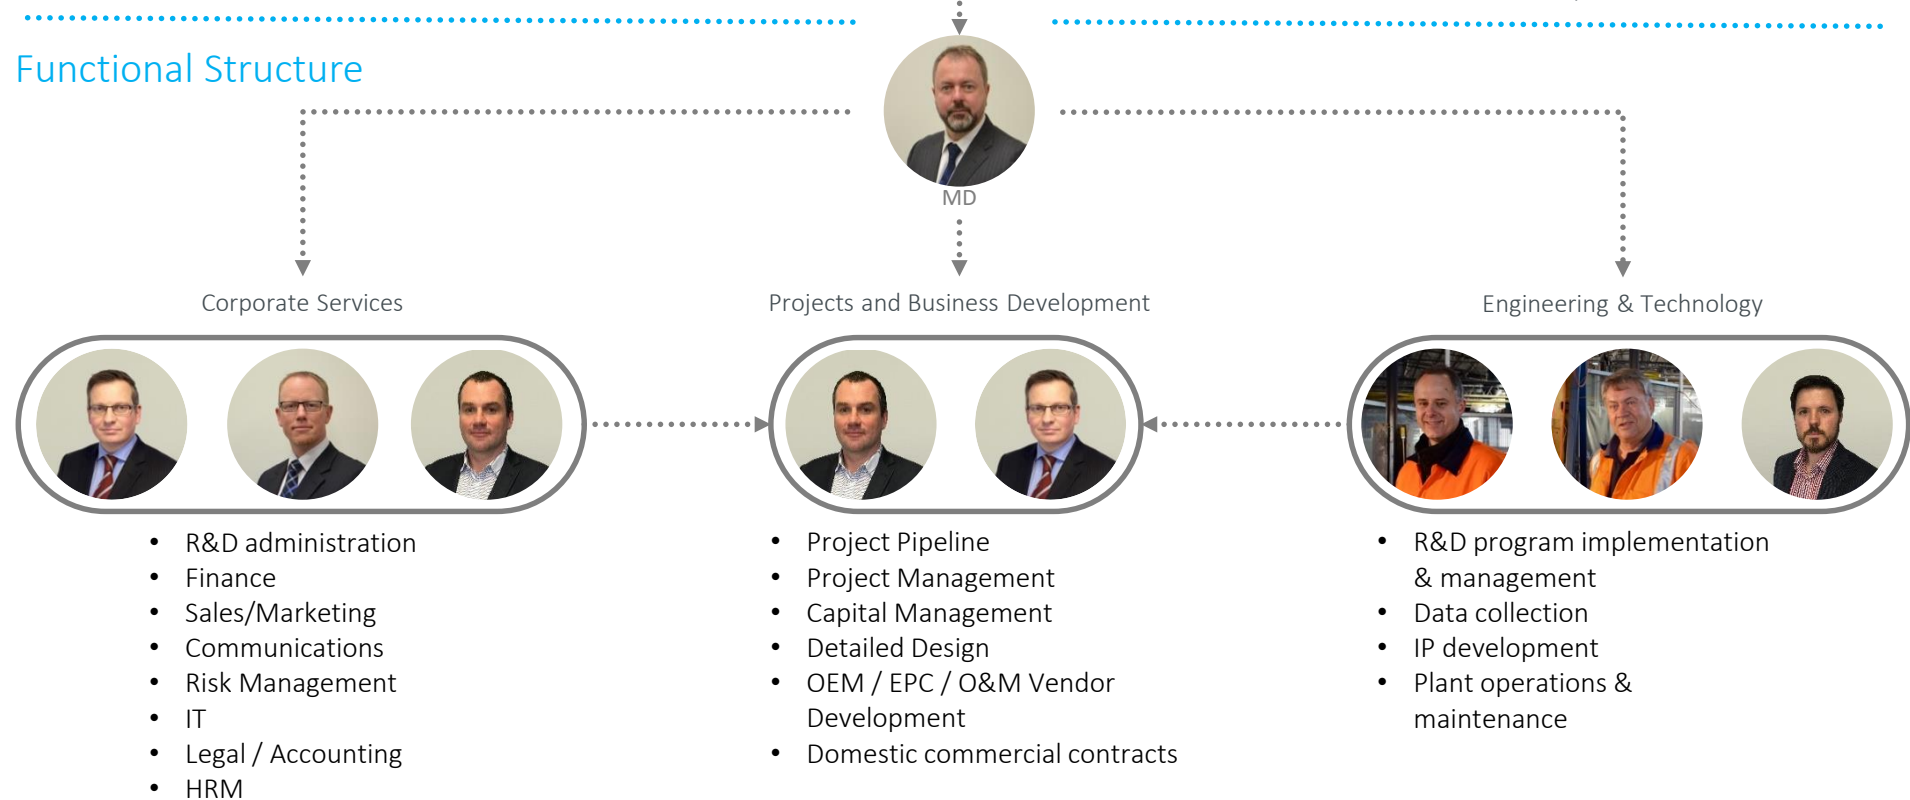 Functional Structure
MD
Corporate Services
Projects and Business Development
Engineering & Technology
• R&D administration
• Finance
• Sales/Marketing
• Communications
• Risk Management
• IT
• Legal / Accounting
• HRM
• Project Pipeline
• Project Management
• Capital Management
• Detailed Design
• OEM / EPC / O&M Vendor
Development
• Domestic commercial contracts
• R&D program implementation
& management
• Data collection
• IP development
• Plant operations &
maintenance